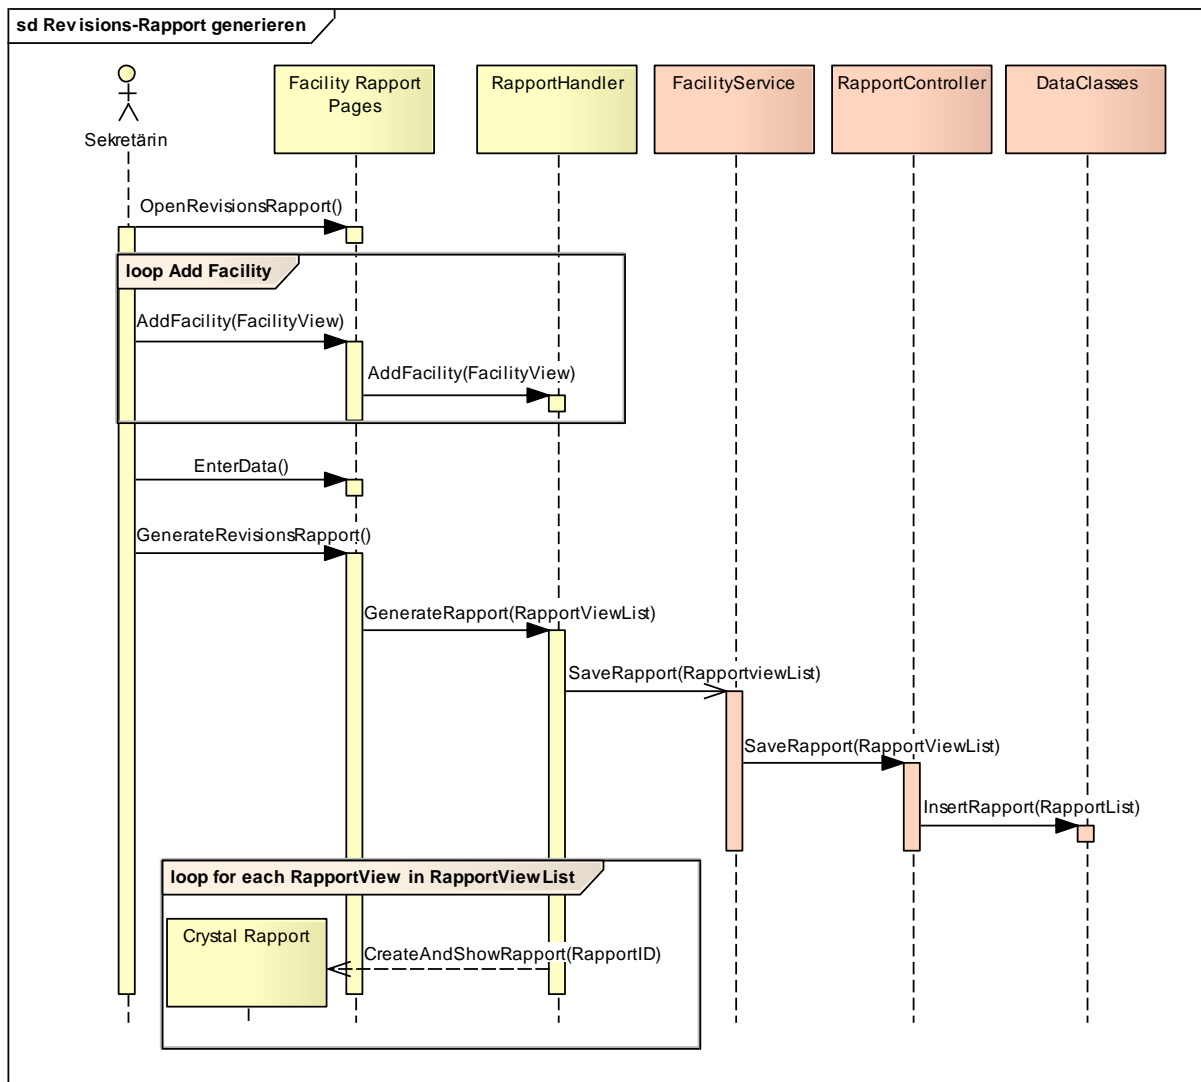 sd Revisions-Rapport generieren
Sekretärin
Facility Rapport
Pages
RapportHandler
FacilityService
RapportController
DataClasses
OpenRevisionsRapport()
loop Add Facility
AddFacility(FacilityView)
AddFacility(FacilityView)
EnterData()
GenerateRevisionsRapport()
GenerateRapport(RapportViewList)
SaveRapport(RapportviewList)
SaveRapport(RapportViewList)
InsertRapport(RapportList)
loop for each RapportView in RapportViewList
Crystal Rapport
CreateAndShowRapport(RapportID)